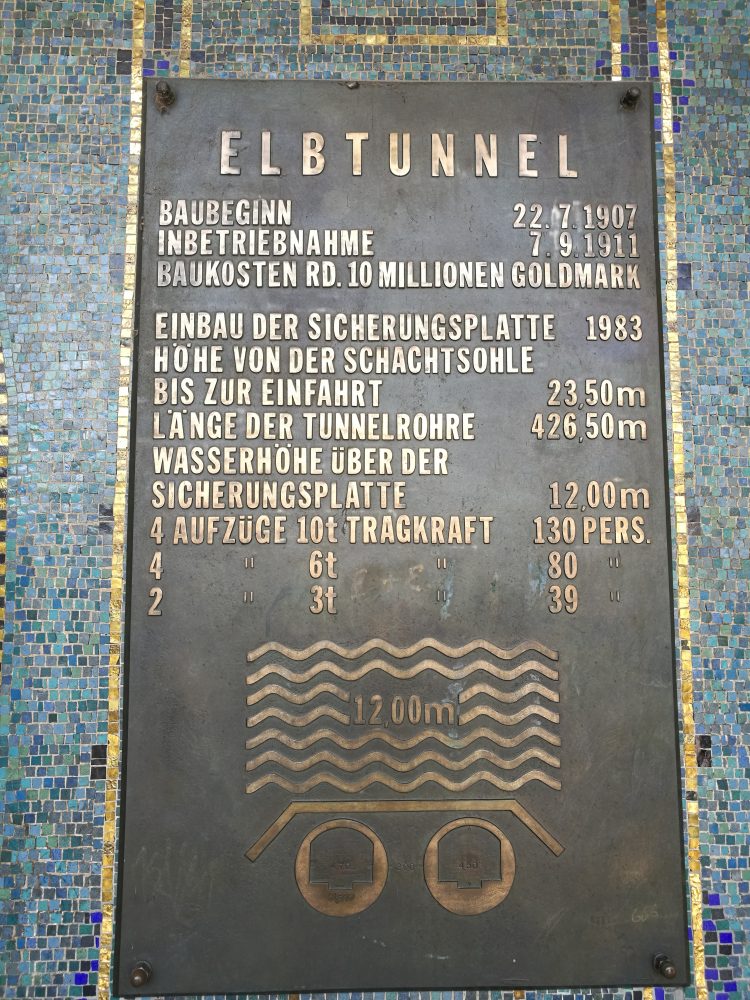 ELBTUNNEL
BAUBEGINN 22.7.1907
INBETRIEBNAHME 7.9.1911
BAUKOSTEN RD. 10 MILLIONEN GOLDMARK
EINBAU DER SICHERUNGSPLATTE 1983
HÖHE VON DER SCHACHTSOHLE
BIS ZUR EINFAHRT 23,50m
LÄNGE DER TUNNELROHRE 426,50m
WASSERHÖHE ÜBER DER
SICHERUNGSPLATTE 12,00m
4 AUFZÜGE 10t TRAGKRAFT 130 PERS.
4 " 6t " 80 "
2 " 3t " 39 "
12,00m